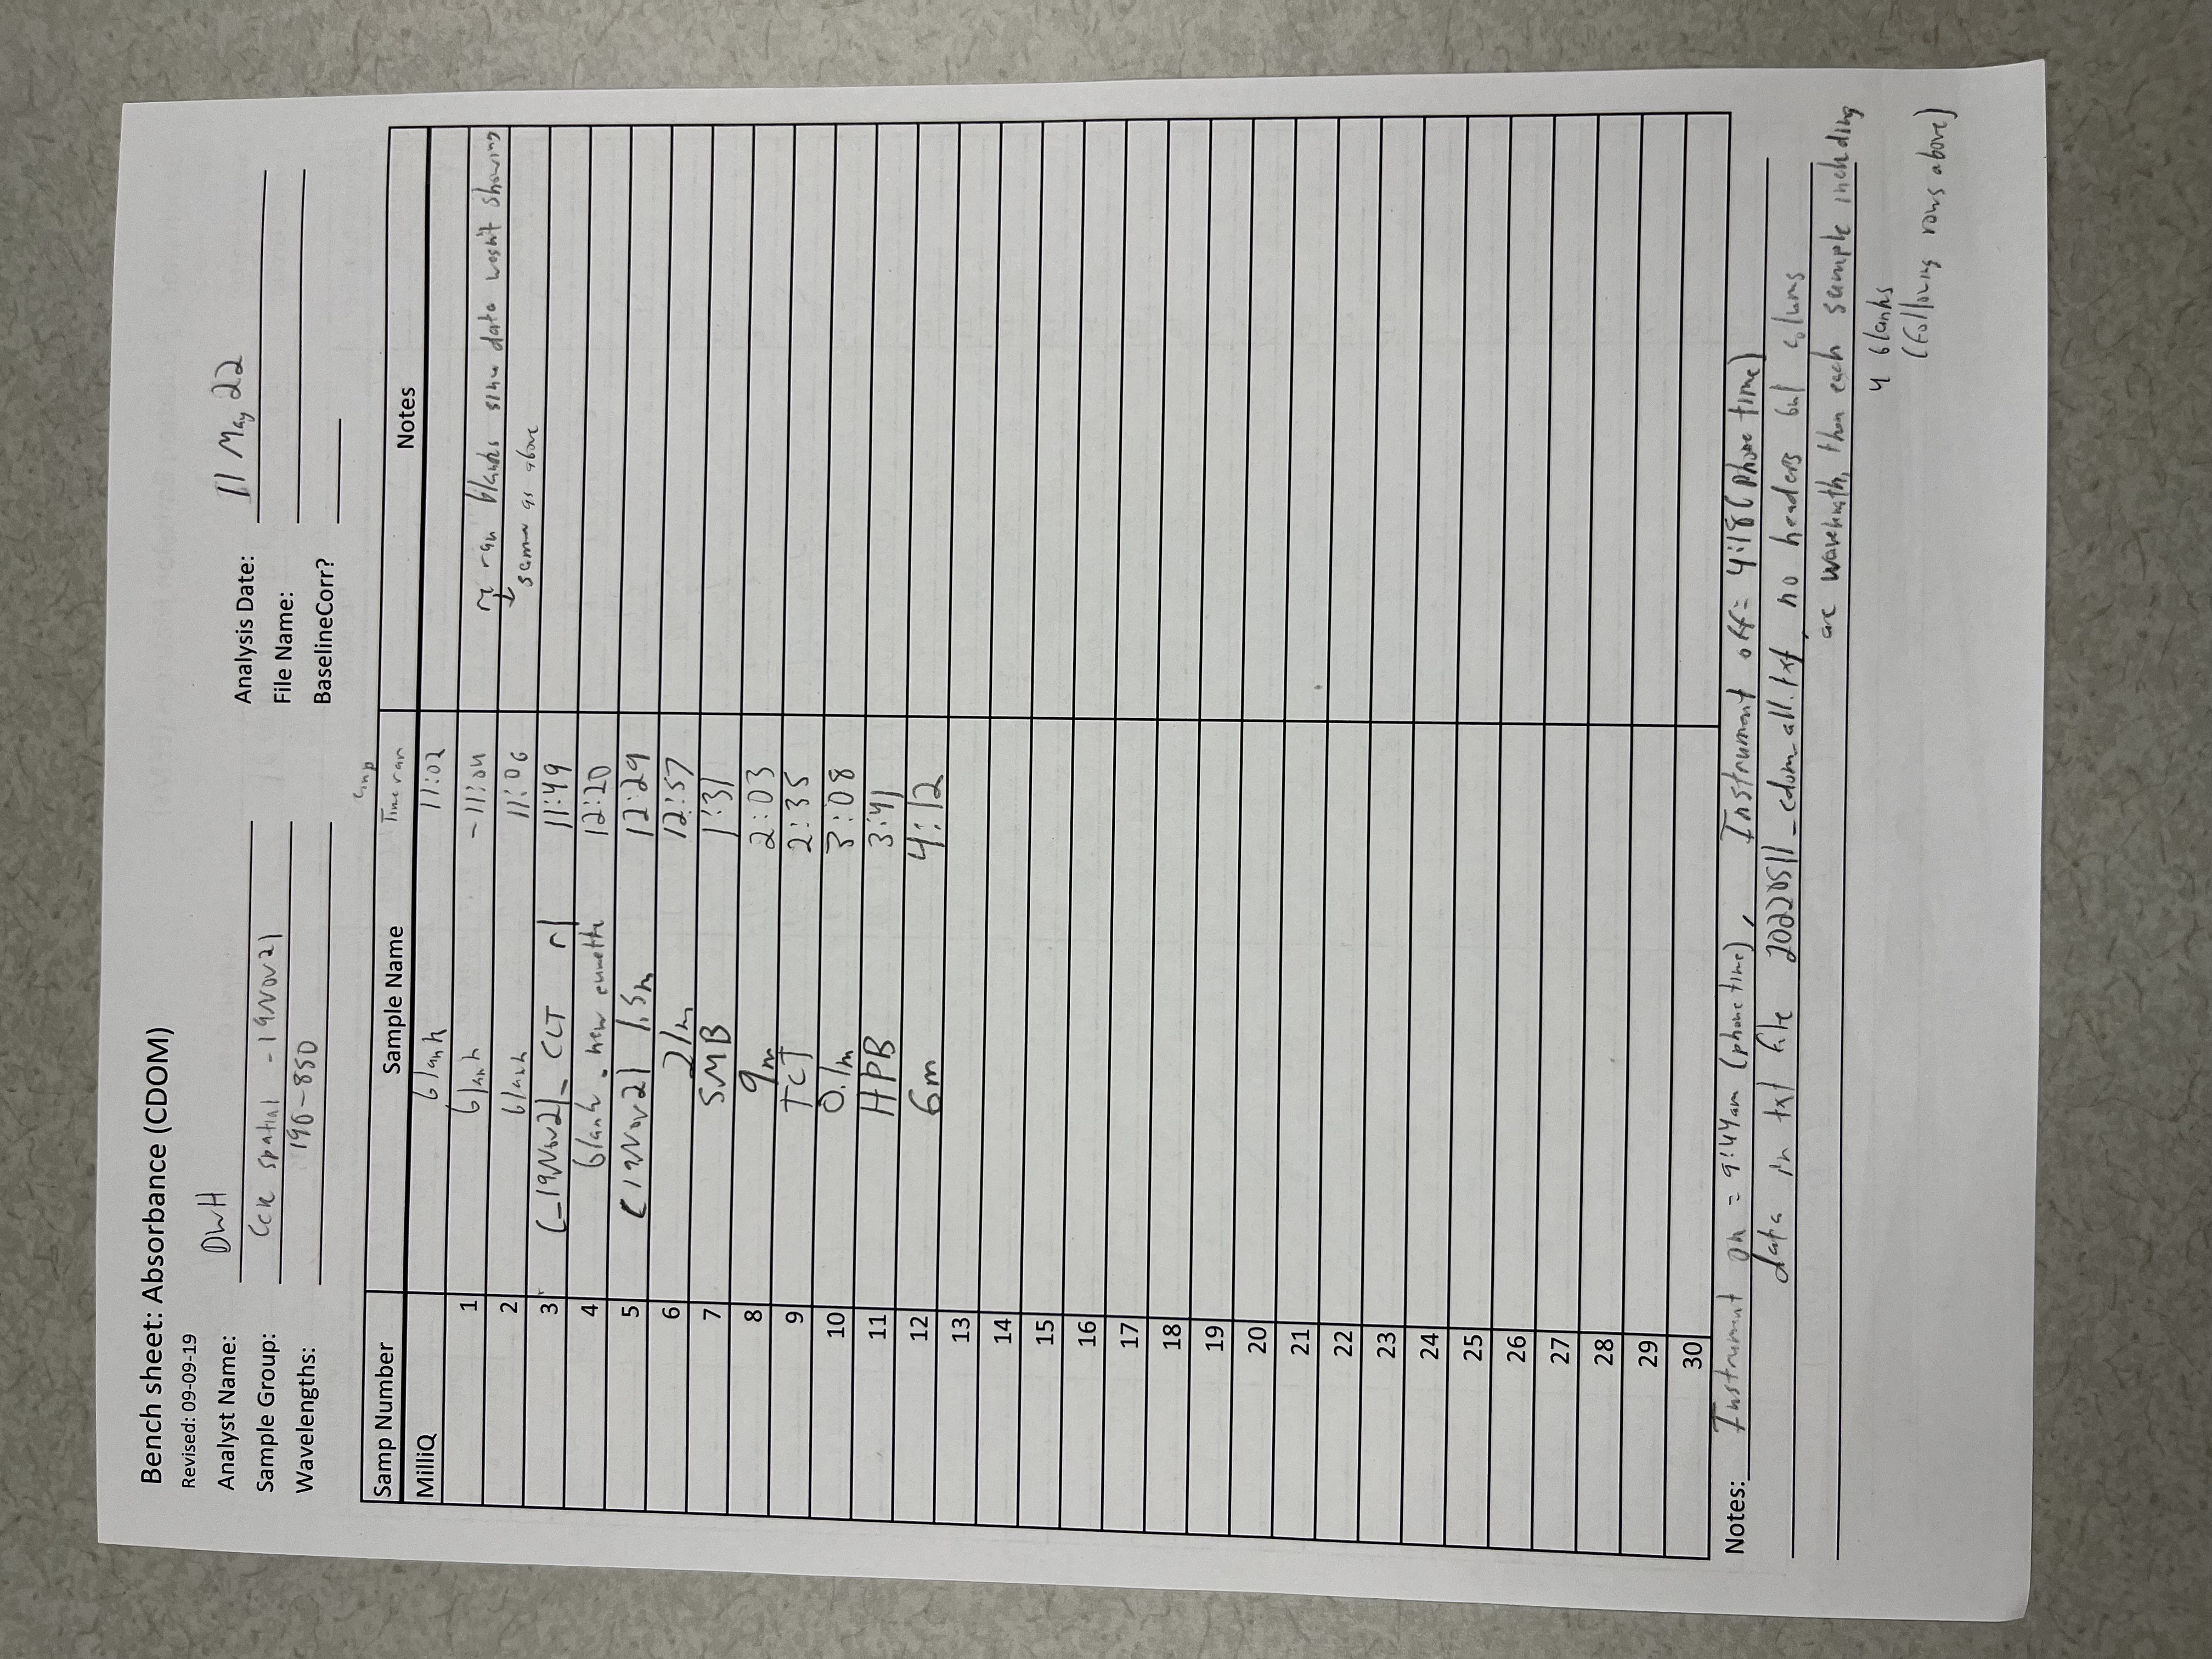 Bench sheet: Absorbance (CDOM)
Revised: 09-09-19
Analyst Name: DWH
Analysis Date: 11 May 22
Sample Group: CCR spatial - 19Nov21
File Name:
Wavelengths: 190-850
BaselineCorr?
Samp Number Sample Name Time ran Notes
MilliQ blank 11:02
1 blank -11:04 re ran blanks since data wasn't showing
2 blank 11:06 same as above
3 C_19Nov21_ CCT r1 11:49
4 blank - new cuvette 12:20
5 C 19Nov21 1.5m 12:29
6 21m 12:57
7 SMB 1:31
8 9m 2:03
9 TCT 2:35
10 0.1m 3:08
11 HPB 3:41
12 6m 4:12
13
14
15
16
17
18
19
20
21
22
23
24
25
26
27
28
29
30
Notes: Instrument on = 9:44am (phone time), Instrument off = 4:18 (phone time)
data in txt file 20220511_cdom_all.txt, no headers but colums
are wavelength, then each sample including
4 blanks
(following rows above)